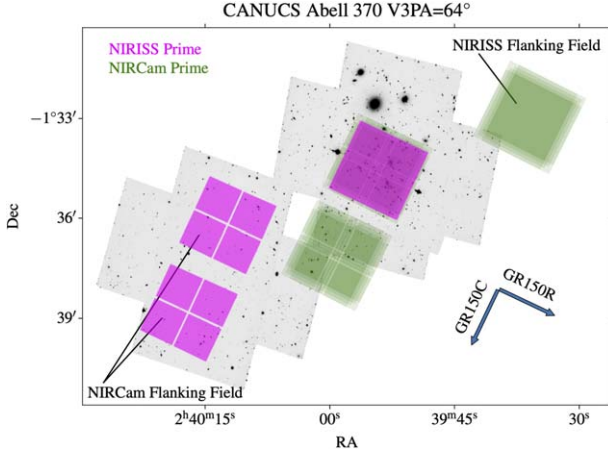 CANUCS Abell 370 V3PA=64°
NIRISS Prime
NIRCam Prime
NIRISS Flanking Field
−1°33′
36′
39′
Dec
GR150C
GR150R
NIRCam Flanking Field
2ʰ40ᵐ15ˢ
00ˢ
39ᵐ45ˢ
30ˢ
RA